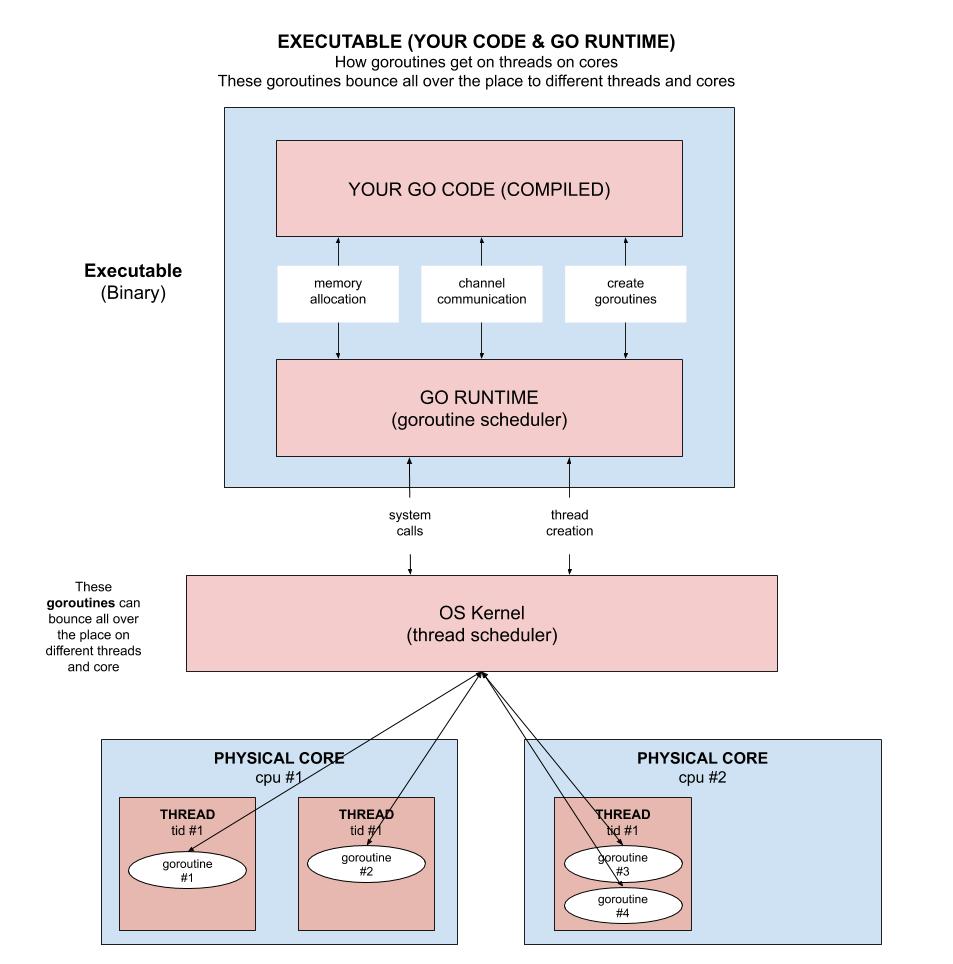 EXECUTABLE (YOUR CODE & GO RUNTIME)
How goroutines get on threads on cores
These goroutines bounce all over the place to different threads and cores
YOUR GO CODE (COMPILED)
Executable
(Binary)
memory
allocation
channel
communication
create
goroutines
GO RUNTIME
(goroutine scheduler)
system
calls
thread
creation
These
goroutines can
bounce all over
the place on
different threads
and core
OS Kernel
(thread scheduler)
PHYSICAL CORE
cpu #1
THREAD
tid #1
goroutine
#1
THREAD
tid #1
goroutine
#2
PHYSICAL CORE
cpu #2
THREAD
tid #1
goroutine
#3
goroutine
#4